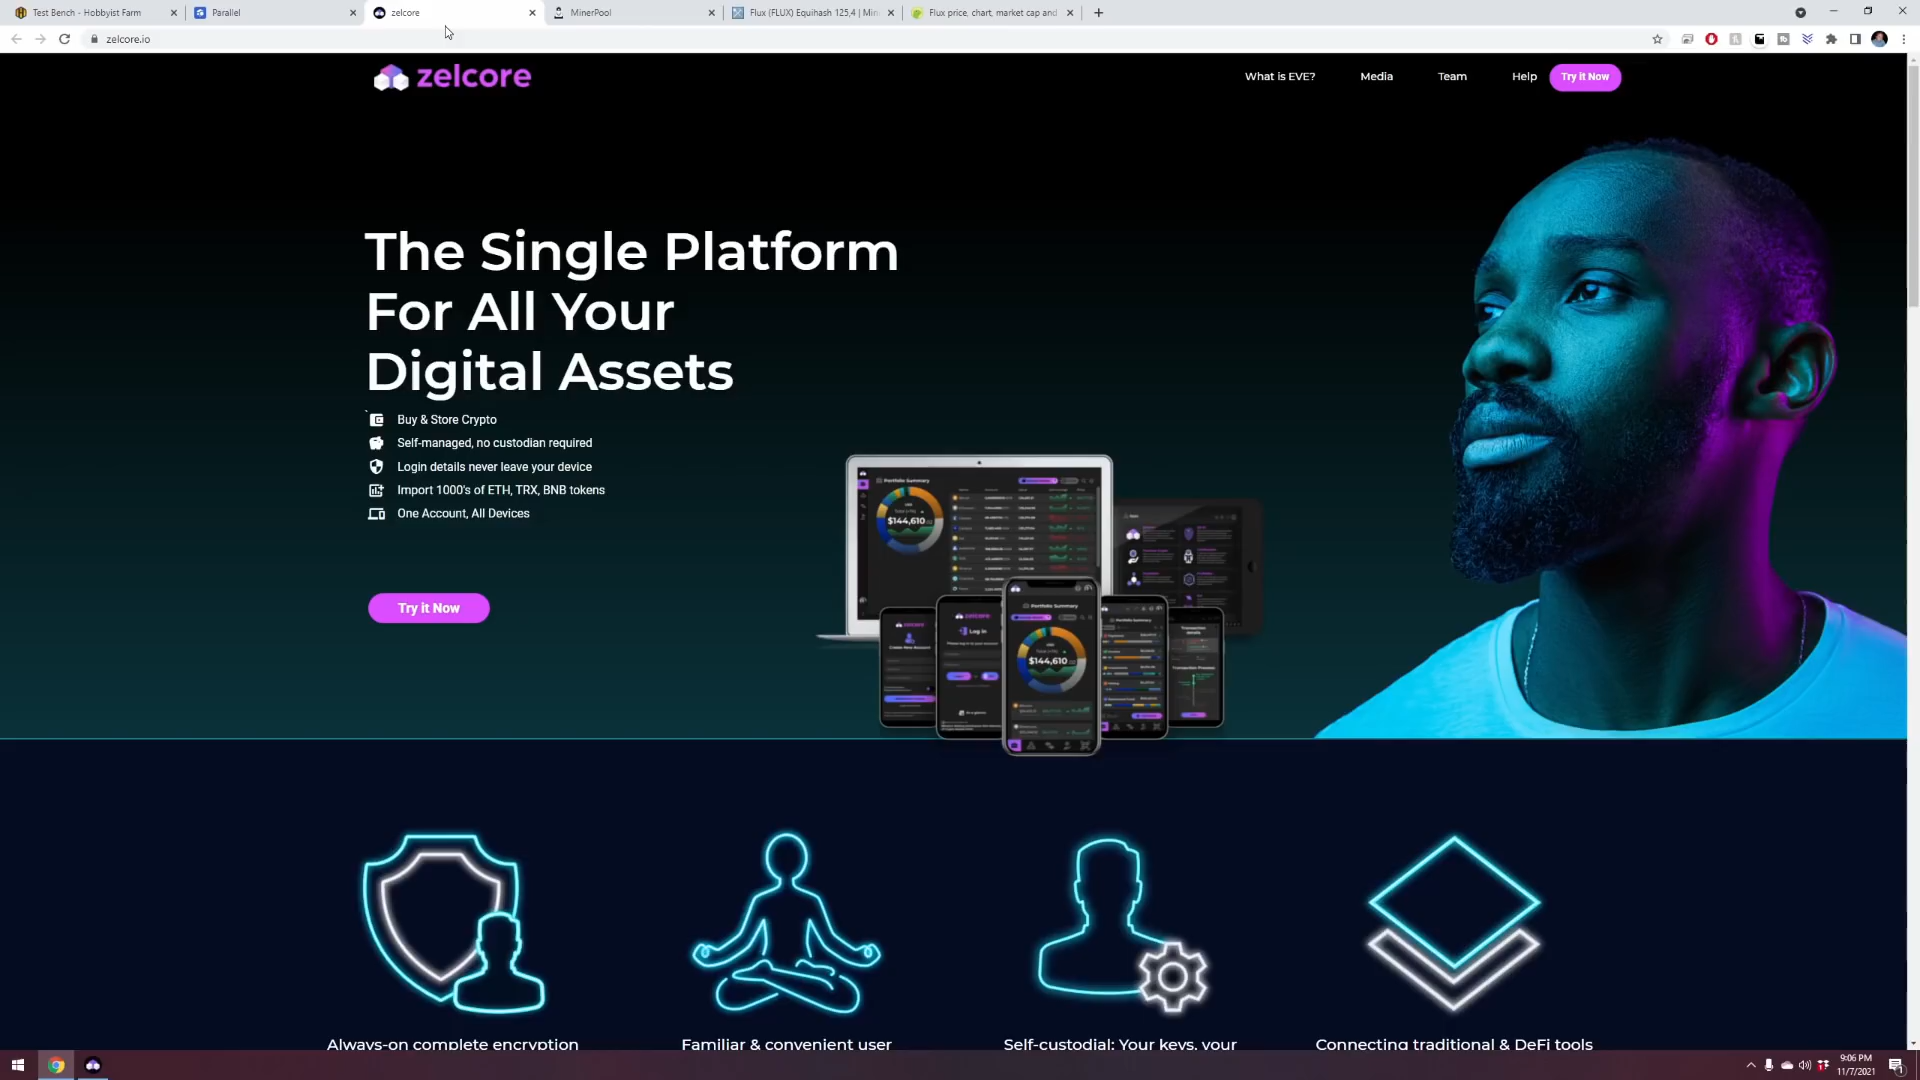 Test Bench - Hobbyist Farm
Parallel
zelcore
MinerPool
Flux (FLUX) Equihash 125,4 | Min
Flux price, chart, market cap and
zelcore.io
zelcore
What is EVE?
Media
Team
Help
Try it Now
The Single Platform
For All Your
Digital Assets
Buy & Store Crypto
Self-managed, no custodian required
Login details never leave your device
Import 1000's of ETH, TRX, BNB tokens
One Account, All Devices
Try it Now
Portfolio Summary
$144,610
Portfolio Summary
$144,610
zelcore
Log in
Always-on complete encryption
Familiar & convenient user
Self-custodial: Your keys, your
Connecting traditional & DeFi tools
9:06 PM
11/7/2021